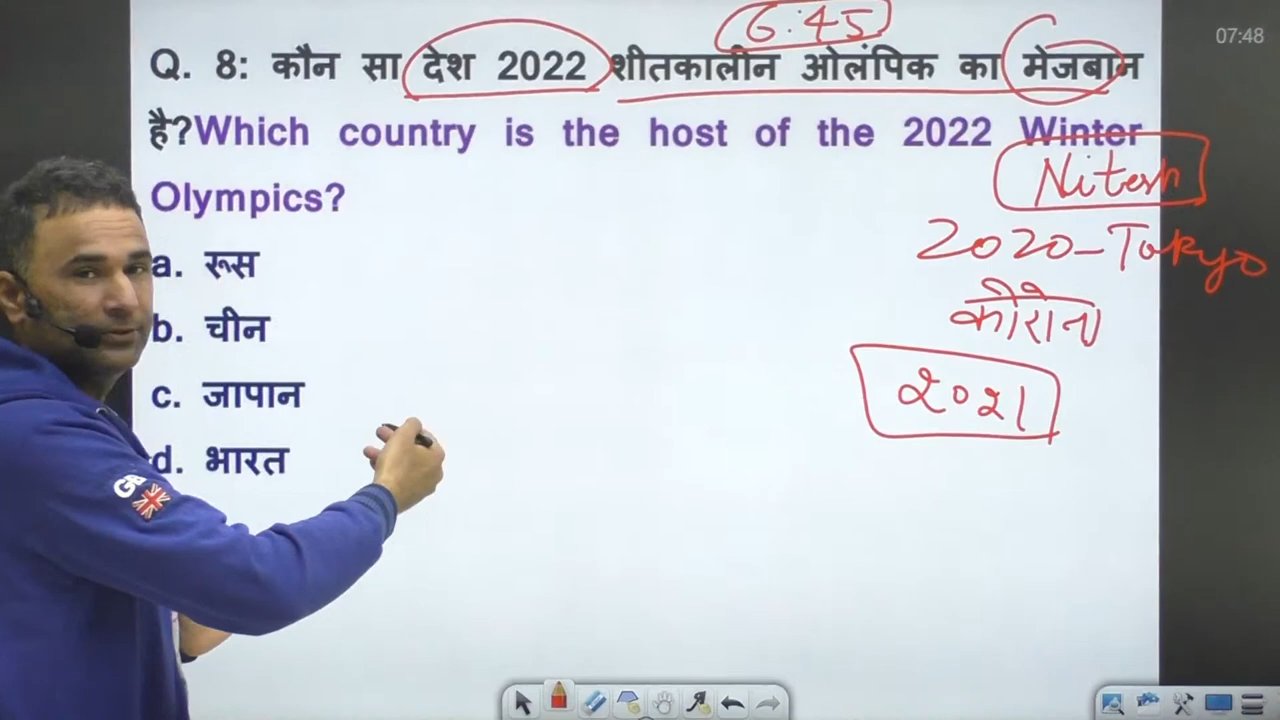 6:45
07:48
Q. 8: कौन सा देश 2022 शीतकालीन ओलंपिक का मेजबान
है?Which country is the host of the 2022 Winter
Olympics?
Nitesh
2020-Tokyo
a. रूस
कोरोना
b. चीन
2021
c. जापान
d. भारत
GB